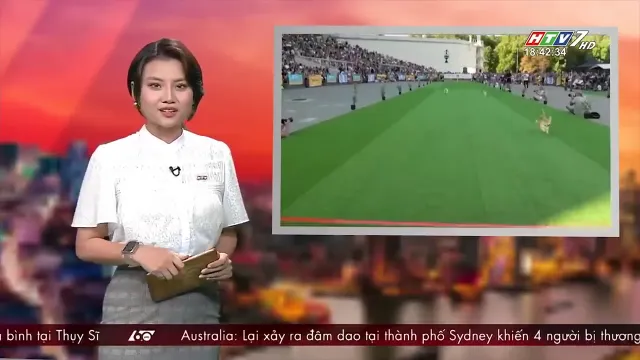 HTV7 HD
18:42:34
bình tại Thụy Sĩ 60 Australia: Lại xảy ra đâm dao tại thành phố Sydney khiến 4 người bị thương